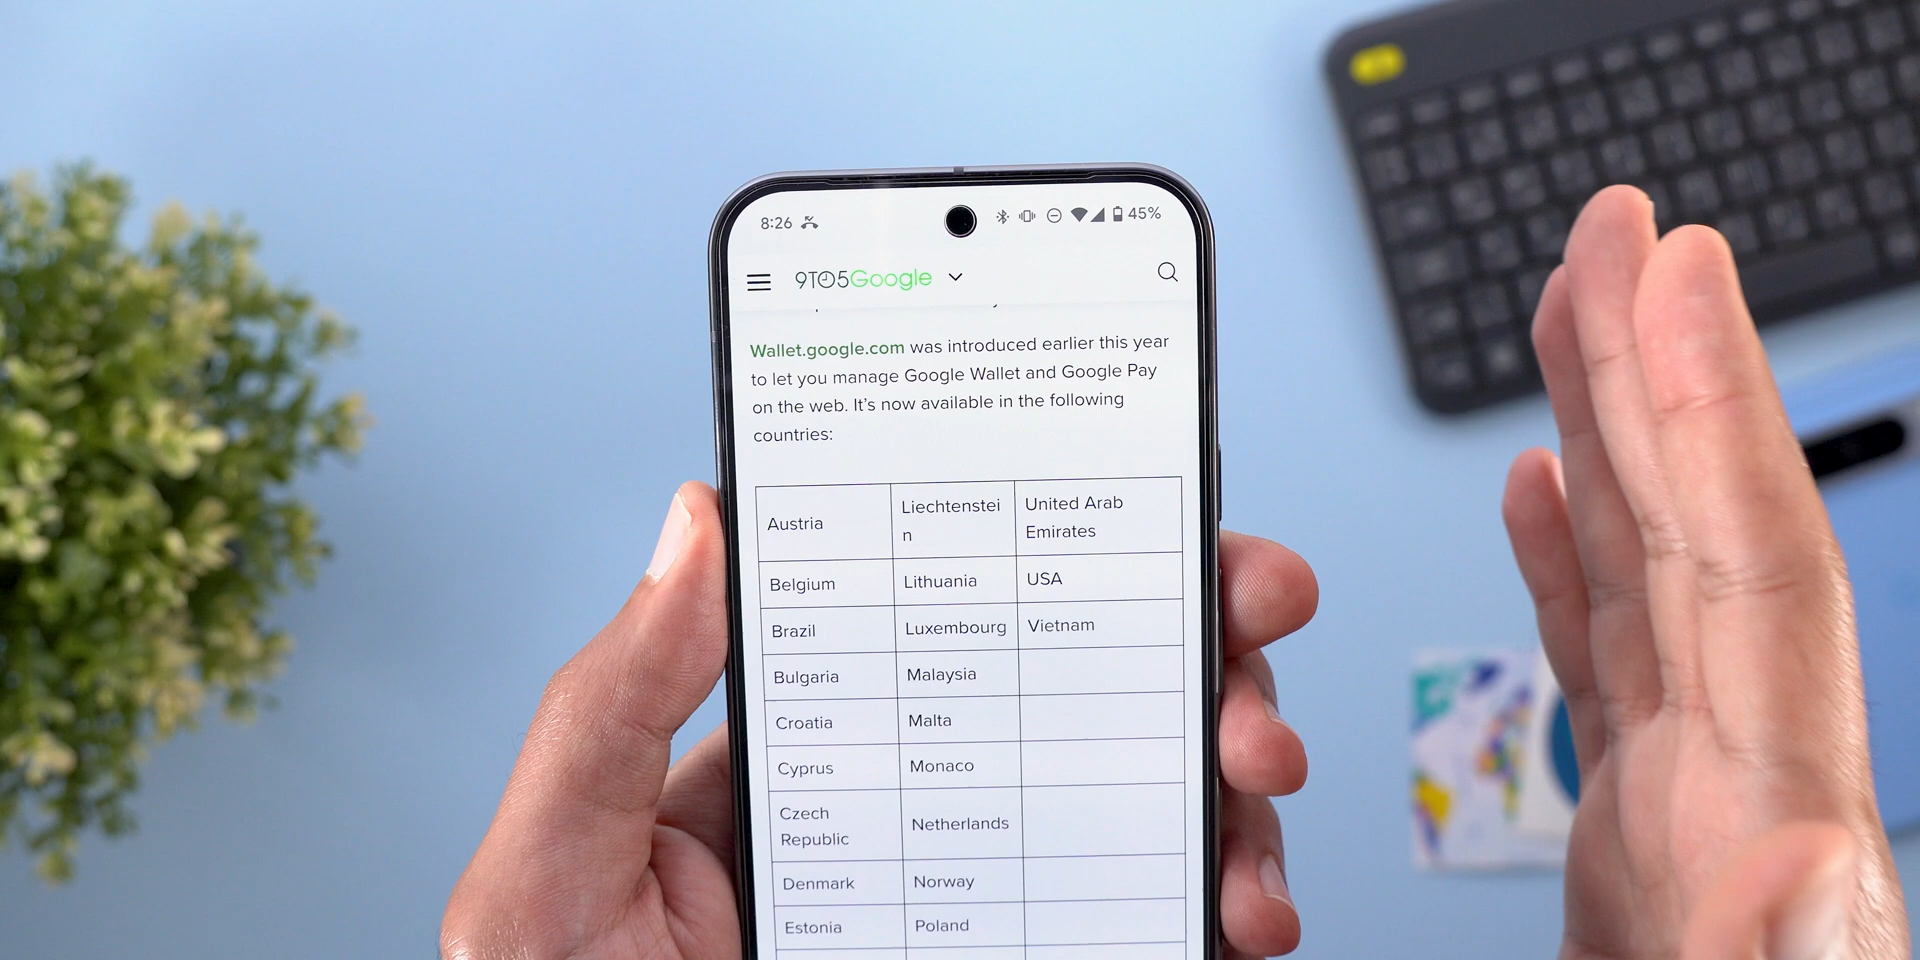 8:26 45%
9TO5Google
Wallet.google.com was introduced earlier this year
to let you manage Google Wallet and Google Pay
on the web. It's now available in the following
countries:
Austria Liechtenstei
n United Arab
Emirates
Belgium Lithuania USA
Brazil Luxembourg Vietnam
Bulgaria Malaysia
Croatia Malta
Cyprus Monaco
Czech
Republic Netherlands
Denmark Norway
Estonia Poland